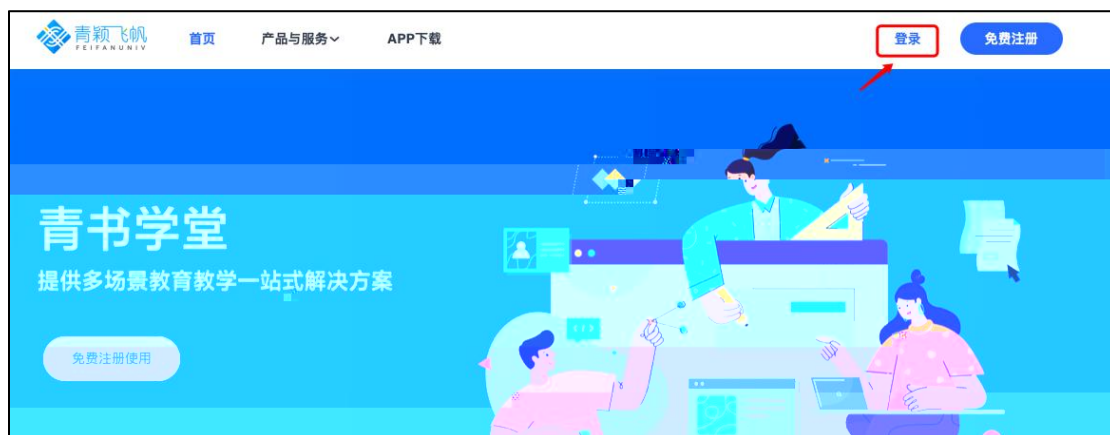 青颖飞帆
FEIFANUNIV
首页 产品与服务 APP下载 登录 免费注册
青书学堂
提供多场景教育教学一站式解决方案
免费注册使用